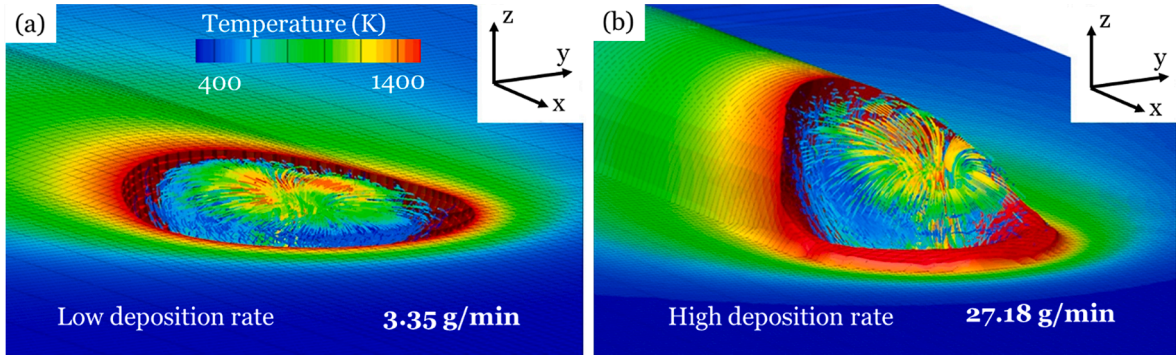 (a)
Temperature (K)
400 1400
z
y
x
Low deposition rate 3.35 g/min
(b)
z
y
x
High deposition rate 27.18 g/min